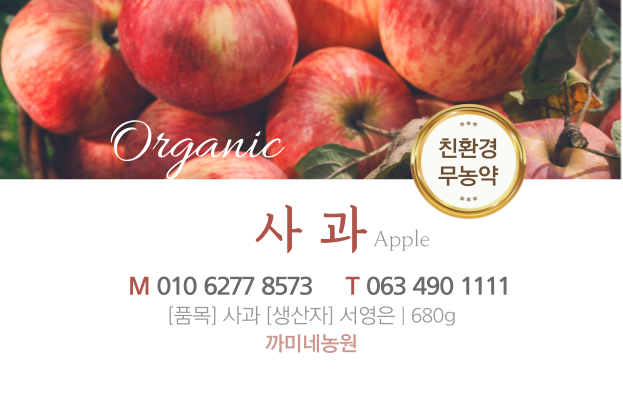 Organic
***
친환경
무농약
***
사과 Apple
M 010 6277 8573 T 063 490 1111
[품목] 사과 [생산자] 서영은 | 680g
까미네농원